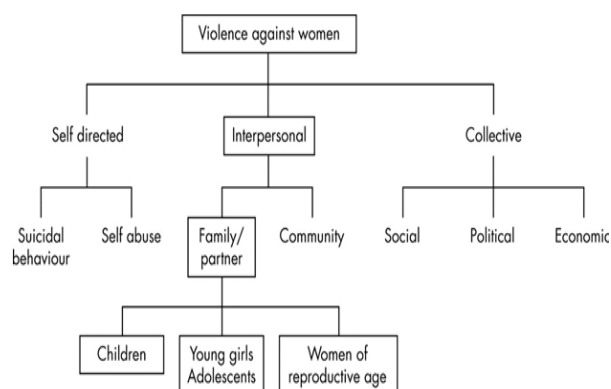 Violence against women
Self directed
Interpersonal
Collective
Suicidal
behaviour
Self abuse
Family/
partner
Community
Social
Political
Economic
Children
Young girls
Adolescents
Women of
reproductive age